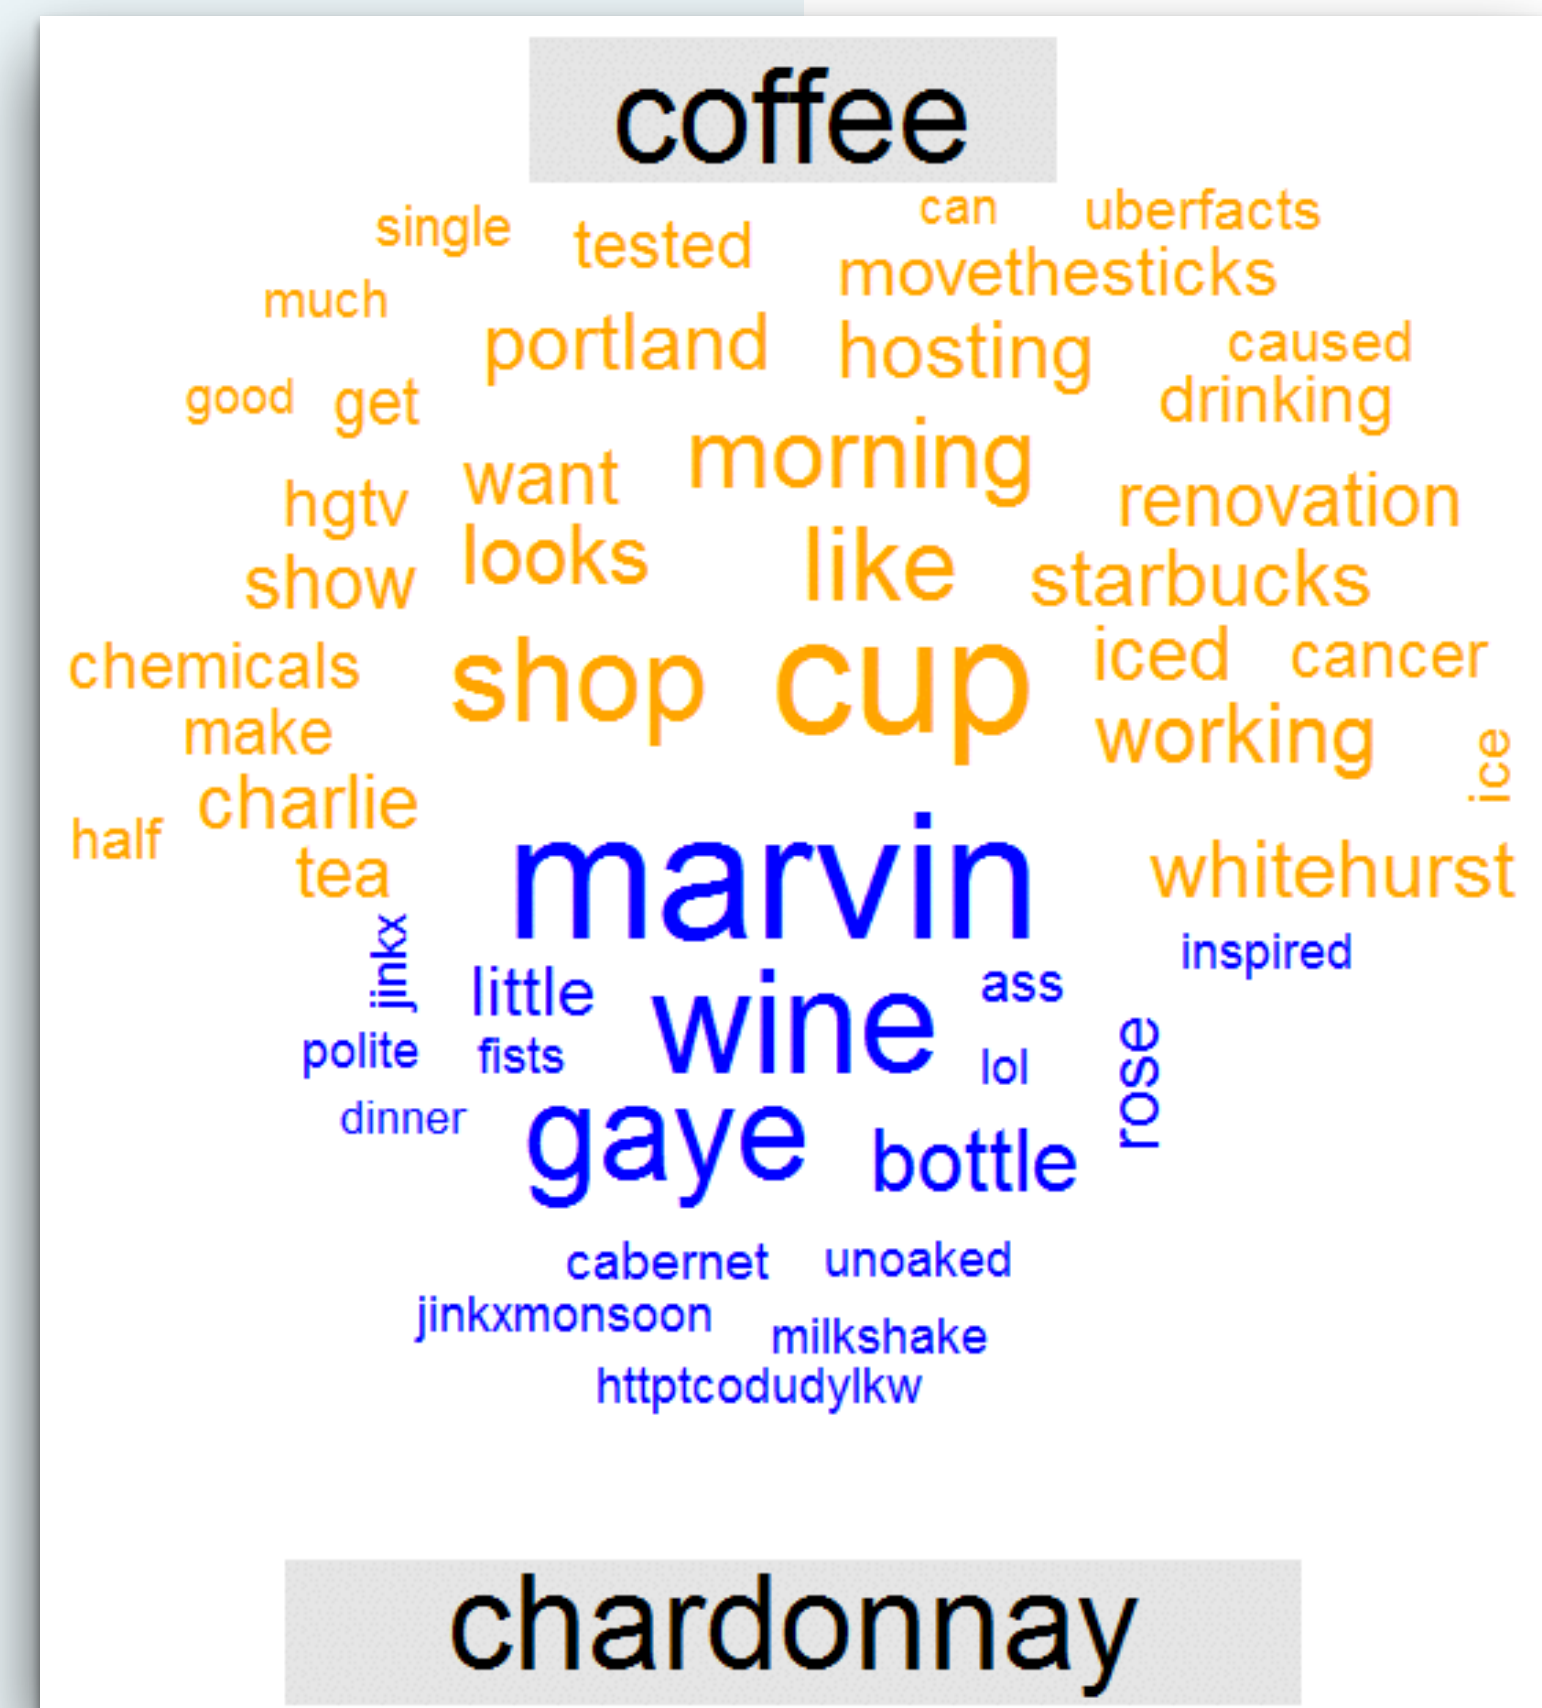 coffee
single tested can uberfacts
much movethesticks
portland hosting caused
good get drinking
morning
hgtv want renovation
looks like starbucks
show
chemicals shop cup iced cancer
make working ice
charlie
half tea marvin whitehurst
jinkx little wine ass inspired
polite fists lol rose
dinner gaye bottle
cabernet unoaked
jinkxmonsoon milkshake
httptcodudylkw
chardonnay